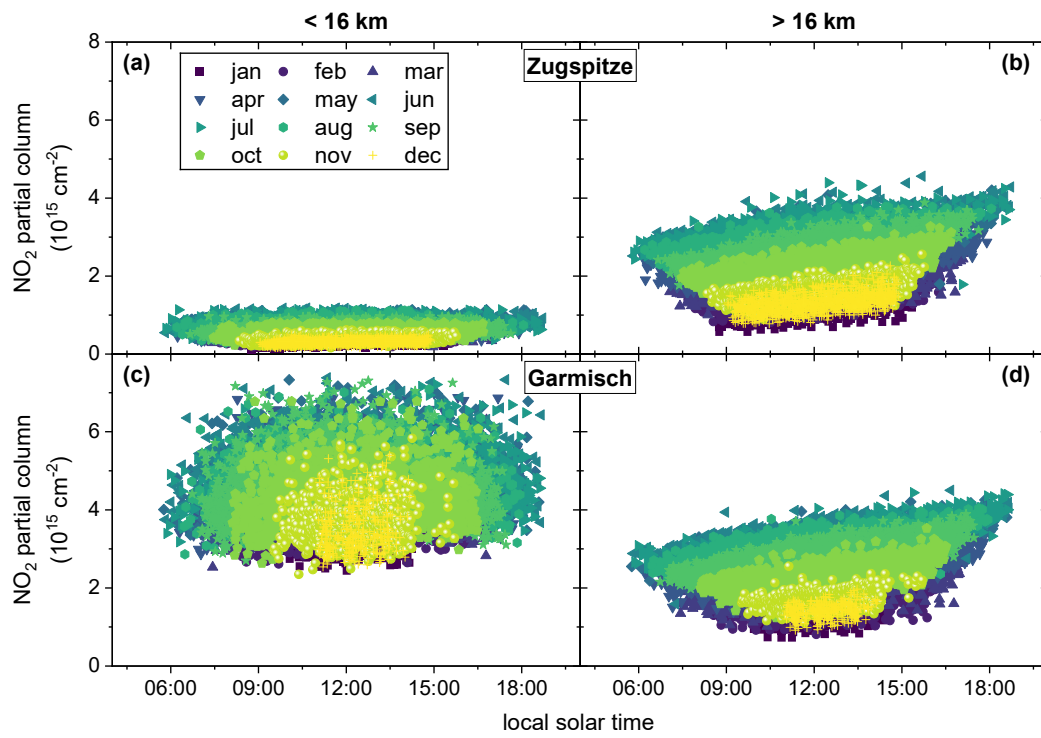 < 16 km
> 16 km
8
6
4
2
0
NO2 partial column
(10^15 cm^-2)
(a)
jan feb mar
apr may jun
jul aug sep
oct nov dec
Zugspitze
(b)
(c)
Garmisch
(d)
6
4
2
0
NO2 partial column
(10^15 cm^-2)
06:00 09:00 12:00 15:00 18:00
06:00 09:00 12:00 15:00 18:00
local solar time